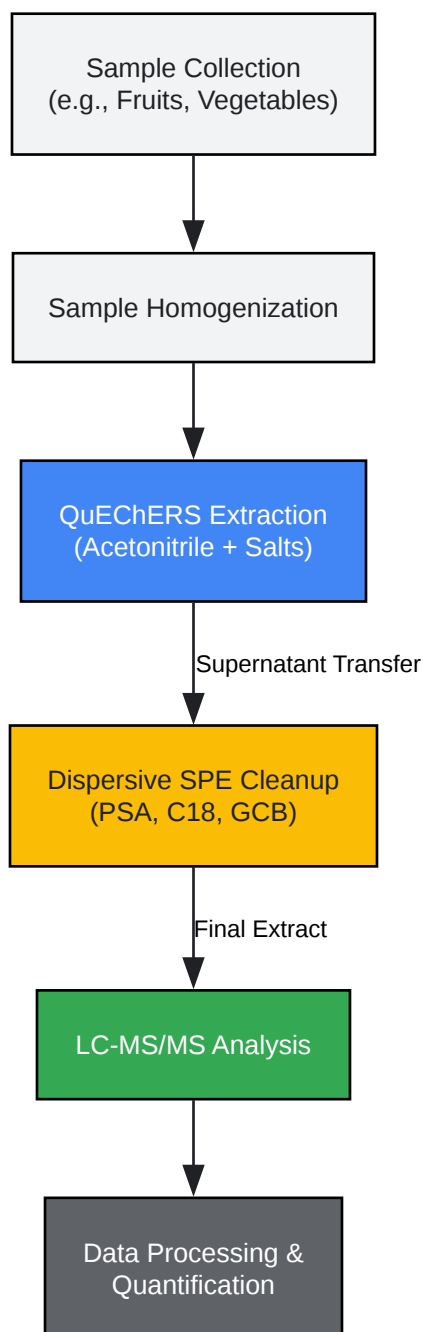 Sample Collection
(e.g., Fruits, Vegetables)
Sample Homogenization
QuEChERS Extraction
(Acetonitrile + Salts)
Supernatant Transfer
Dispersive SPE Cleanup
(PSA, C18, GCB)
Final Extract
LC-MS/MS Analysis
Data Processing &
Quantification